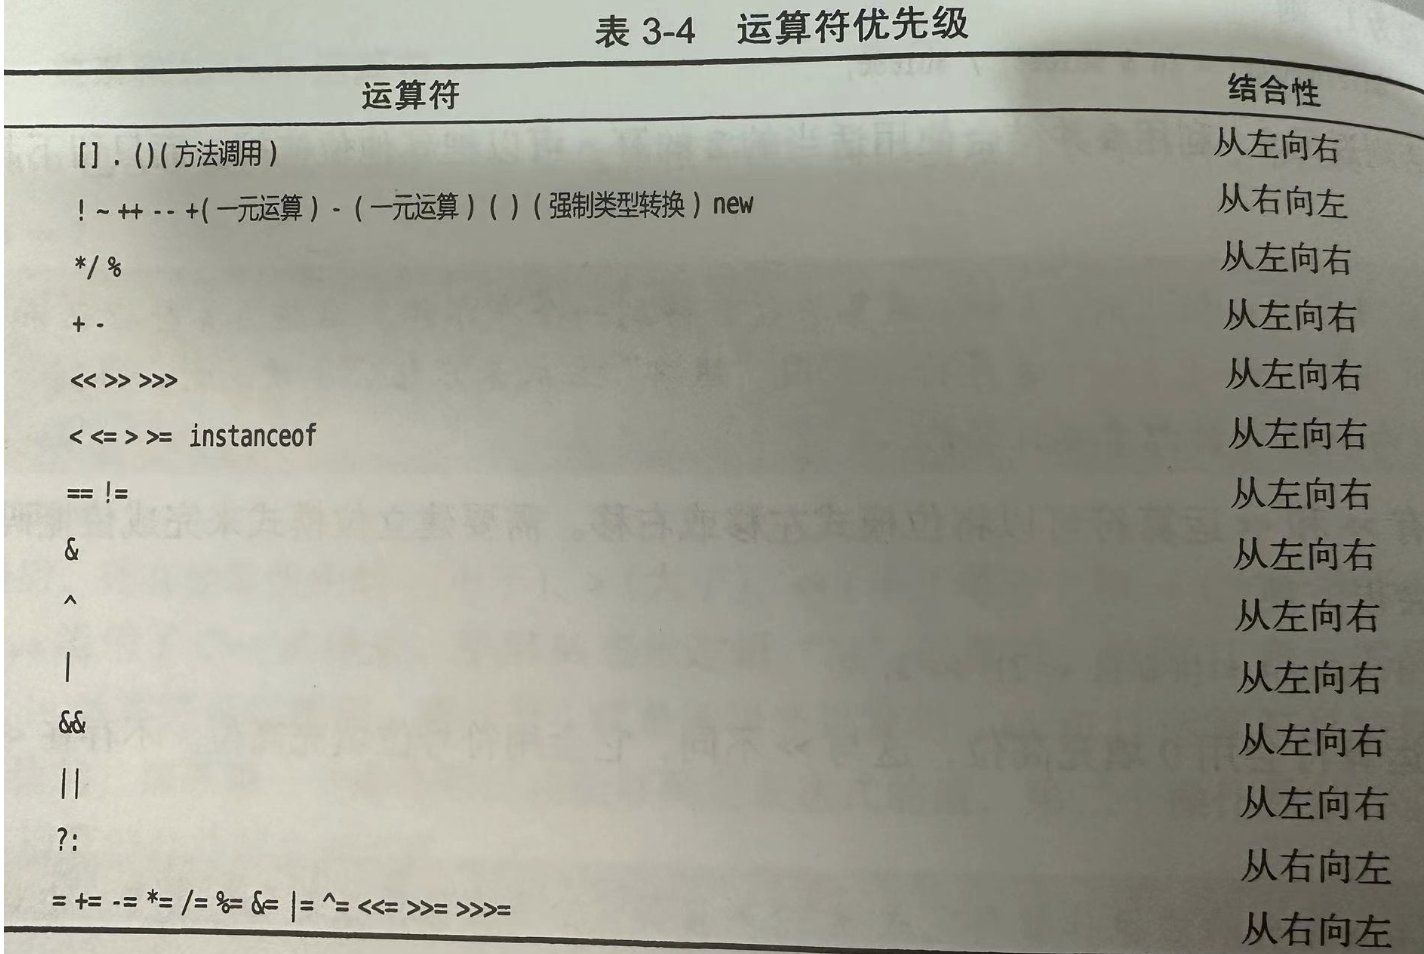 表 3-4 运算符优先级
运算符 结合性
[] . ()(方法调用) 从左向右
! ~ ++ -- +(一元运算) - (一元运算) ( ) (强制类型转换) new 从右向左
*/ % 从左向右
+ - 从左向右
<< >> >>> 从左向右
< <= > >= instanceof 从左向右
== != 从左向右
& 从左向右
^ 从左向右
| 从左向右
&& 从左向右
|| 从左向右
?: 从右向左
= += -= *= /= %= &= |= ^= <<= >>= >>>= 从右向左